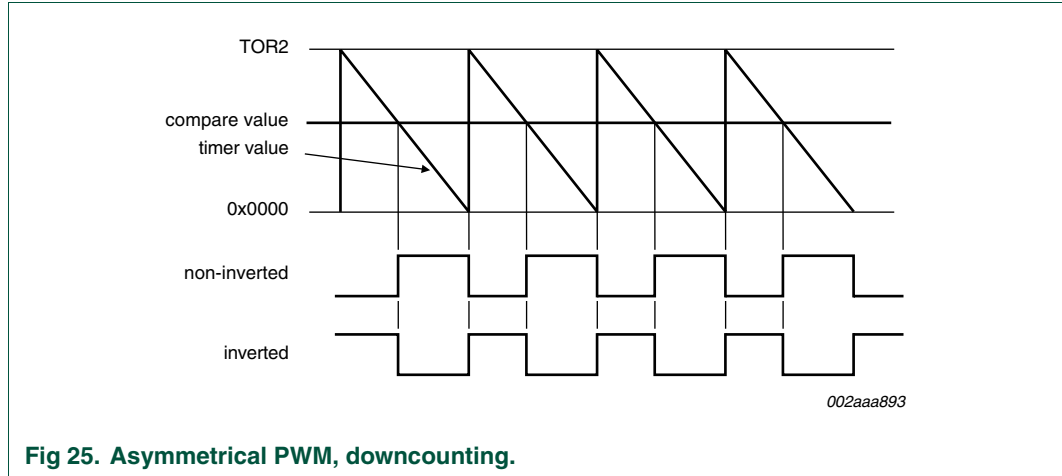 TOR2
compare value
timer value
0x0000
non-inverted
inverted
002aaa893
Fig 25. Asymmetrical PWM, downcounting.